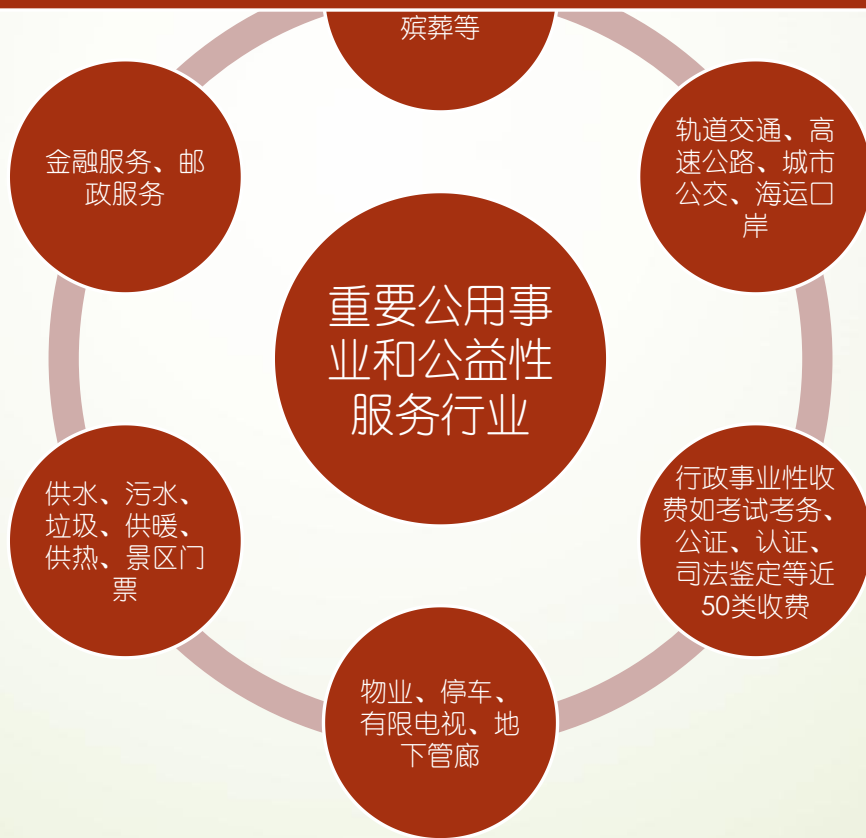 殡葬等
金融服务、邮
政服务
轨道交通、高
速公路、城市
公交、海运口
岸
重要公用事
业和公益性
服务行业
供水、污水、
垃圾、供暖、
供热、景区门
票
行政事业性收
费如考试考务、
公证、认证、
司法鉴定等近
50类收费
物业、停车、
有限电视、地
下管廊